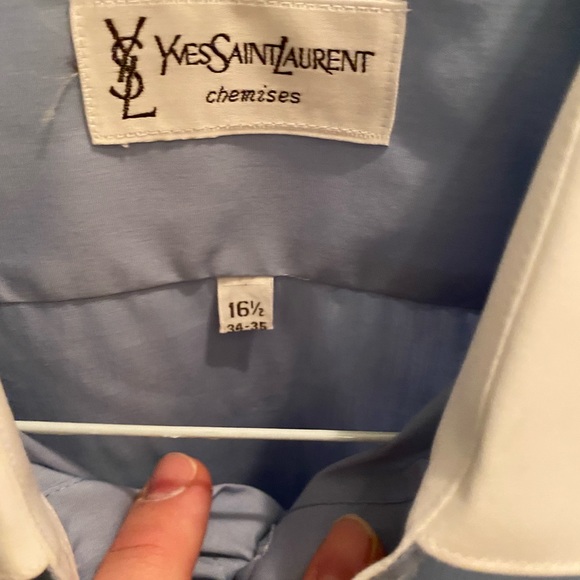 YSL YVESSAINTLAURENT
chemises
16½
34-35